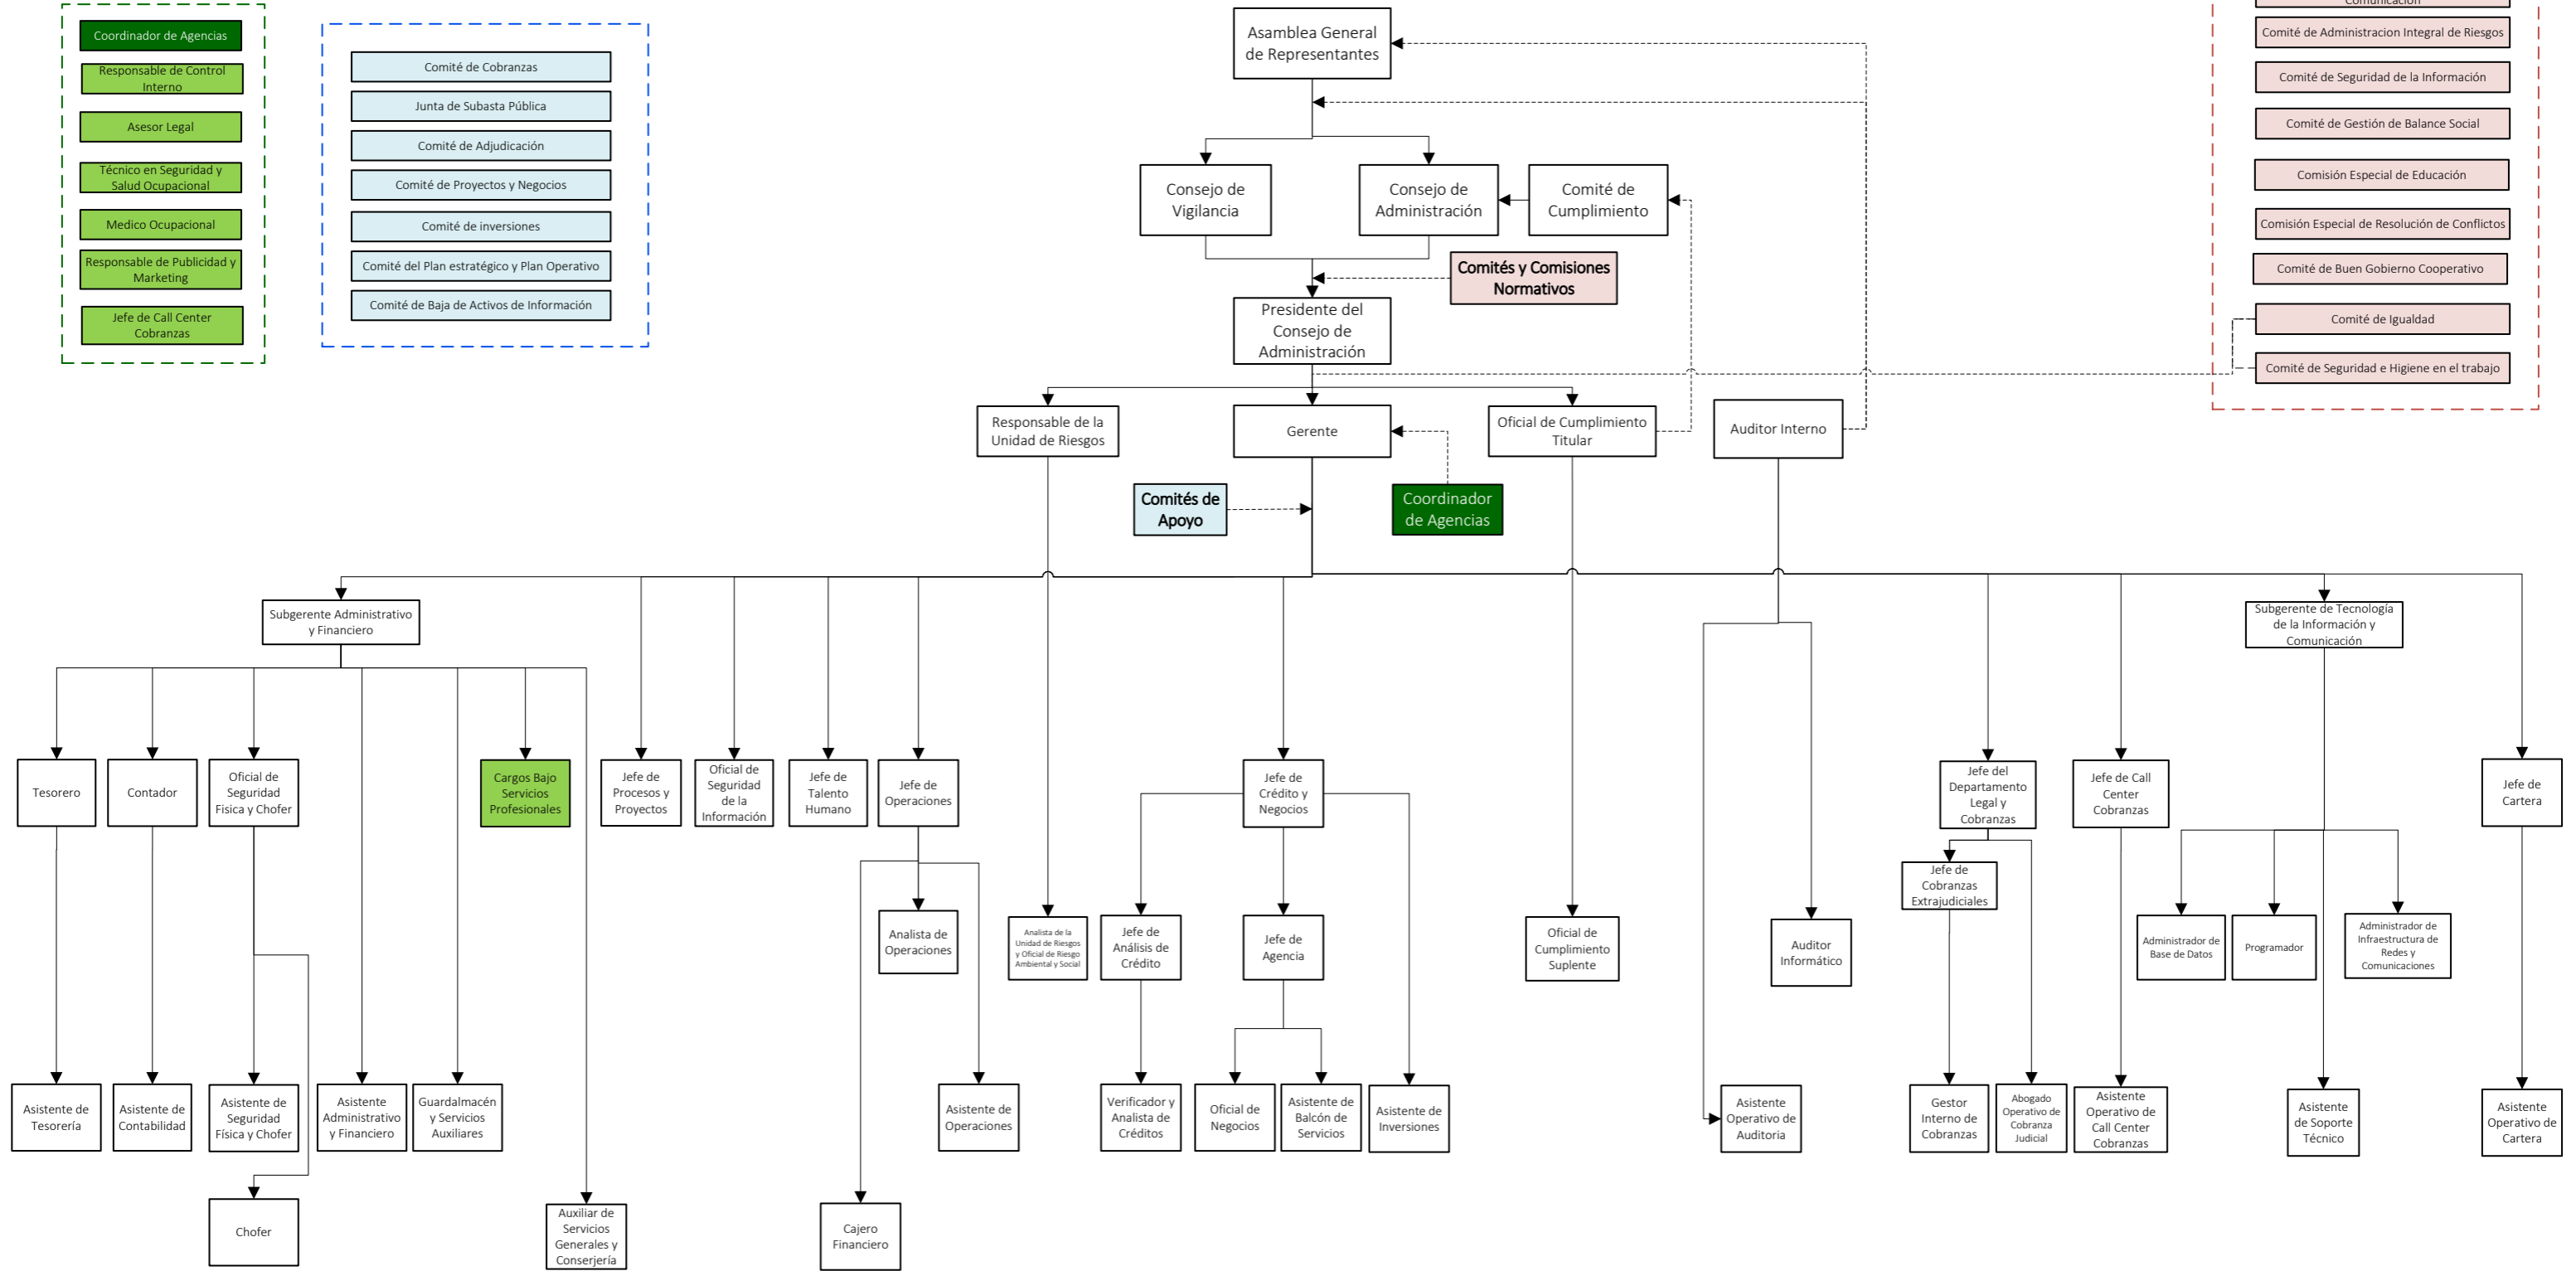 Coordinador de Agencias
Responsable de Control
Interno
Asesor Legal
Técnico en Seguridad y
Salud Ocupacional
Medico Ocupacional
Responsable de Publicidad y
Marketing
Jefe de Call Center
Cobranzas
Comité de Cobranzas
Junta de Subasta Pública
Comité de Adjudicación
Comité de Proyectos y Negocios
Comité de inversiones
Comité del Plan estratégico y Plan Operativo
Comité de Baja de Activos de Información
Asamblea General
de Representantes
Consejo de
Vigilancia
Consejo de
Administración
Comité de
Cumplimiento
Comités y Comisiones
Normativos
Presidente del
Consejo de
Administración
Comunicación
Comité de Administracion Integral de Riesgos
Comité de Seguridad de la Información
Comité de Gestión de Balance Social
Comisión Especial de Educación
Comisión Especial de Resolución de Conflictos
Comité de Buen Gobierno Cooperativo
Comité de Igualdad
Comité de Seguridad e Higiene en el trabajo
Responsable de la
Unidad de Riesgos
Gerente
Oficial de Cumplimiento
Titular
Auditor Interno
Comités de
Apoyo
Coordinador
de Agencias
Subgerente Administrativo
y Financiero
Subgerente de Tecnología
de la Información y
Comunicación
Tesorero
Contador
Oficial de
Seguridad
Fisica y Chofer
Cargos Bajo
Servicios
Profesionales
Jefe de
Procesos y
Proyectos
Oficial de
Seguridad
de la
Información
Jefe de
Talento
Humano
Jefe de
Operaciones
Jefe de
Crédito y
Negocios
Jefe del
Departamento
Legal y
Cobranzas
Jefe de Call
Center
Cobranzas
Jefe de
Cartera
Jefe de
Cobranzas
Extrajudiciales
Analista de
Operaciones
Analista de la
Unidad de Riesgos
y Oficial de Riesgo
Ambiental y Social
Jefe de
Análisis de
Crédito
Jefe de
Agencia
Oficial de
Cumplimiento
Suplente
Auditor
Informático
Administrador de
Base de Datos
Programador
Administrador de
Infraestructura de
Redes y
Comunicaciones
Asistente de
Tesorería
Asistente de
Contabilidad
Asistente de
Seguridad
Física y Chofer
Asistente
Administrativo
y Financiero
Guardalmacén
y Servicios
Auxiliares
Asistente de
Operaciones
Verificador y
Analista de
Créditos
Oficial de
Negocios
Asistente de
Balcón de
Servicios
Asistente de
Inversiones
Asistente
Operativo de
Auditoria
Gestor
Interno de
Cobranzas
Abogado
Operativo de
Cobranza
Judicial
Asistente
Operativo de
Call Center
Cobranzas
Asistente
de Soporte
Técnico
Asistente
Operativo de
Cartera
Chofer
Auxiliar de
Servicios
Generales y
Conserjería
Cajero
Financiero